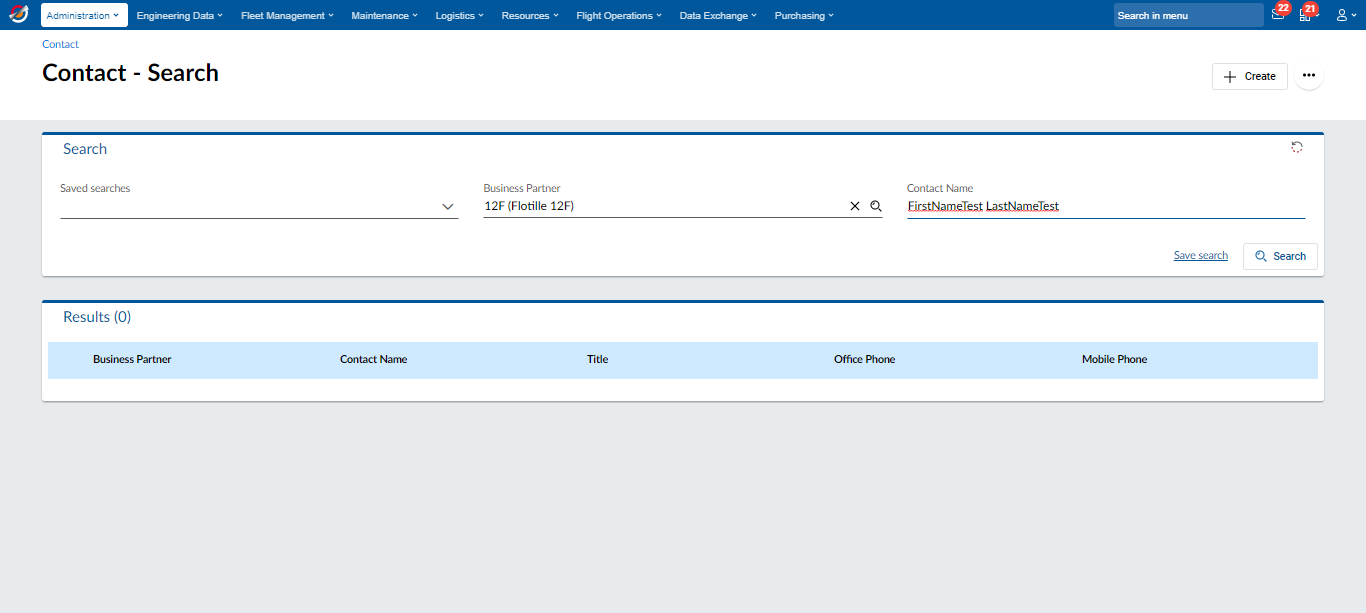 Administration Engineering Data Fleet Management Maintenance Logistics Resources Flight Operations Data Exchange Purchasing Search in menu 22 21
Contact
Contact - Search
Create
Search
Saved searches Business Partner Contact Name
12F (Flotille 12F) FirstNameTest LastNameTest
Save search Search
Results (0)
Business Partner Contact Name Title Office Phone Mobile Phone